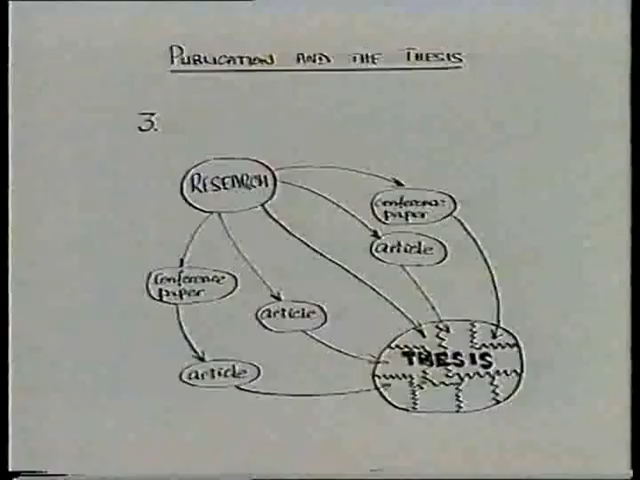 PUBLICATION AND THE THESIS
3.
RESEARCH
conference
paper
article
conference
paper
article
article
THESIS